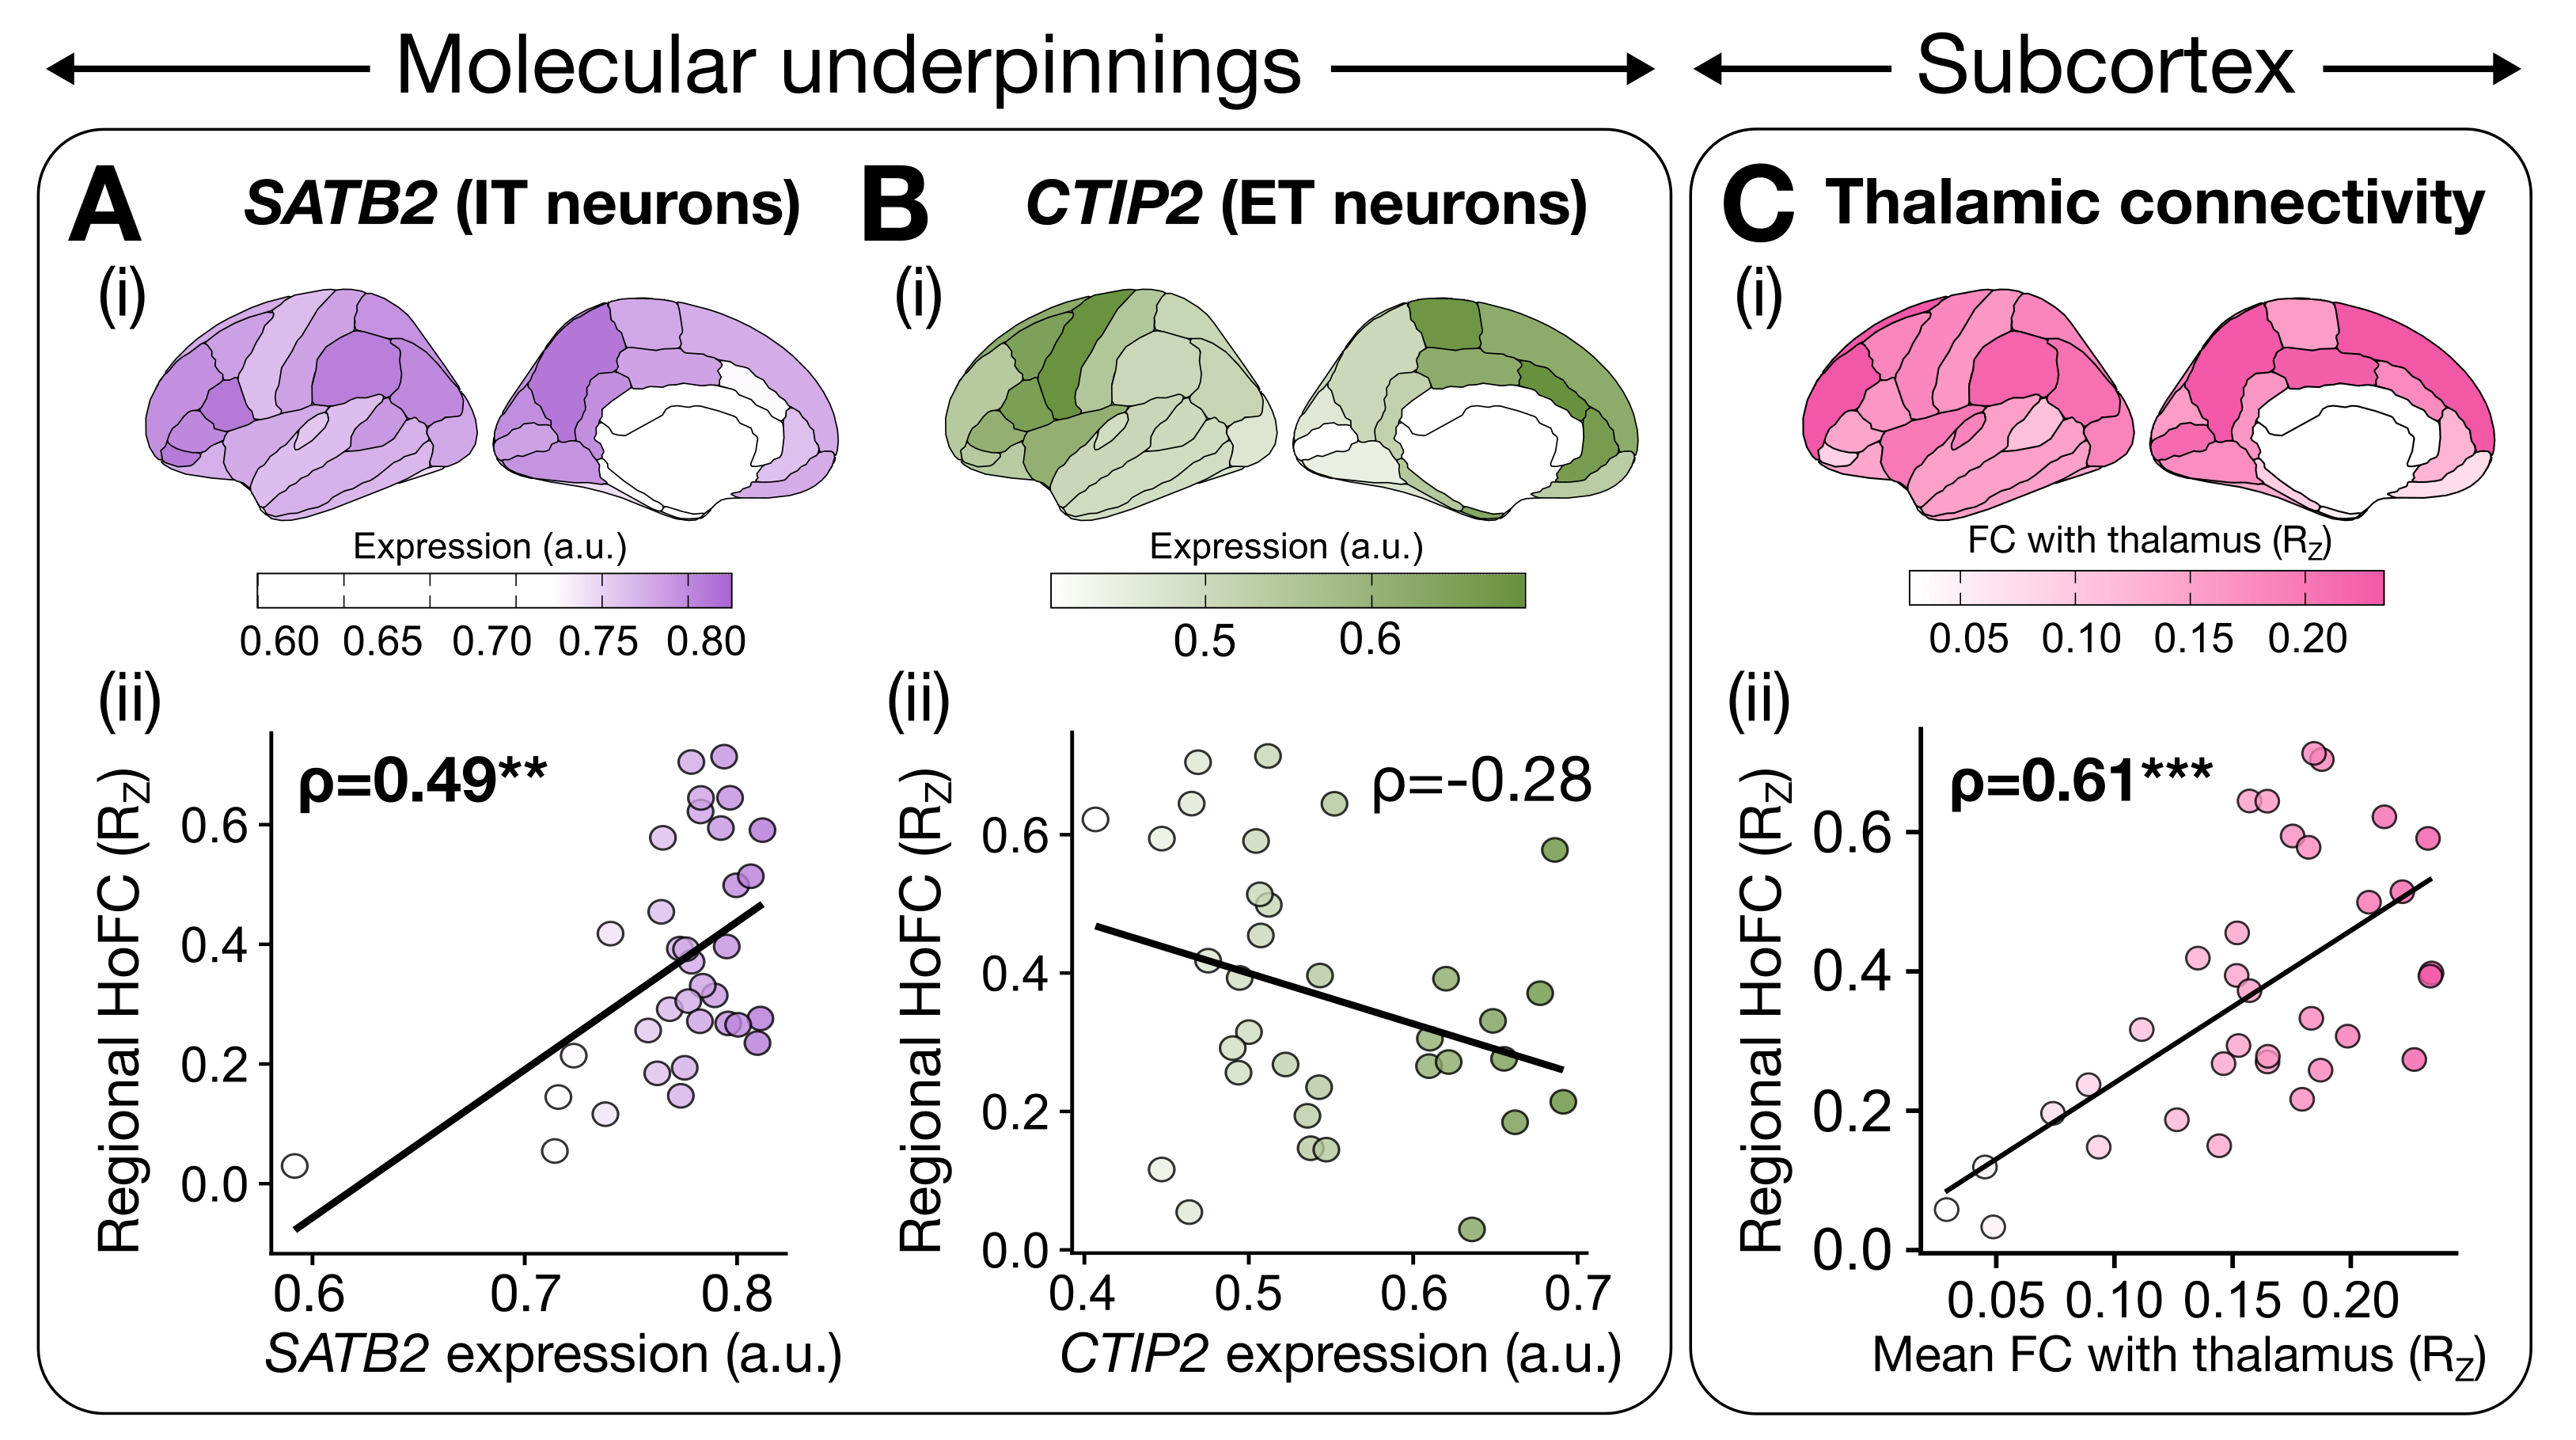 Molecular underpinnings
Subcortex
A SATB2 (IT neurons)
(i)
Expression (a.u.)
0.60 0.65 0.70 0.75 0.80
(ii)
ρ=0.49**
Regional HoFC (RZ)
0.6
0.4
0.2
0.0
0.6 0.7 0.8
SATB2 expression (a.u.)
B CTIP2 (ET neurons)
(i)
Expression (a.u.)
0.5 0.6
(ii)
ρ=-0.28
Regional HoFC (RZ)
0.6
0.4
0.2
0.0
0.4 0.5 0.6 0.7
CTIP2 expression (a.u.)
C Thalamic connectivity
(i)
FC with thalamus (RZ)
0.05 0.10 0.15 0.20
(ii)
ρ=0.61***
Regional HoFC (RZ)
0.6
0.4
0.2
0.0
0.05 0.10 0.15 0.20
Mean FC with thalamus (RZ)